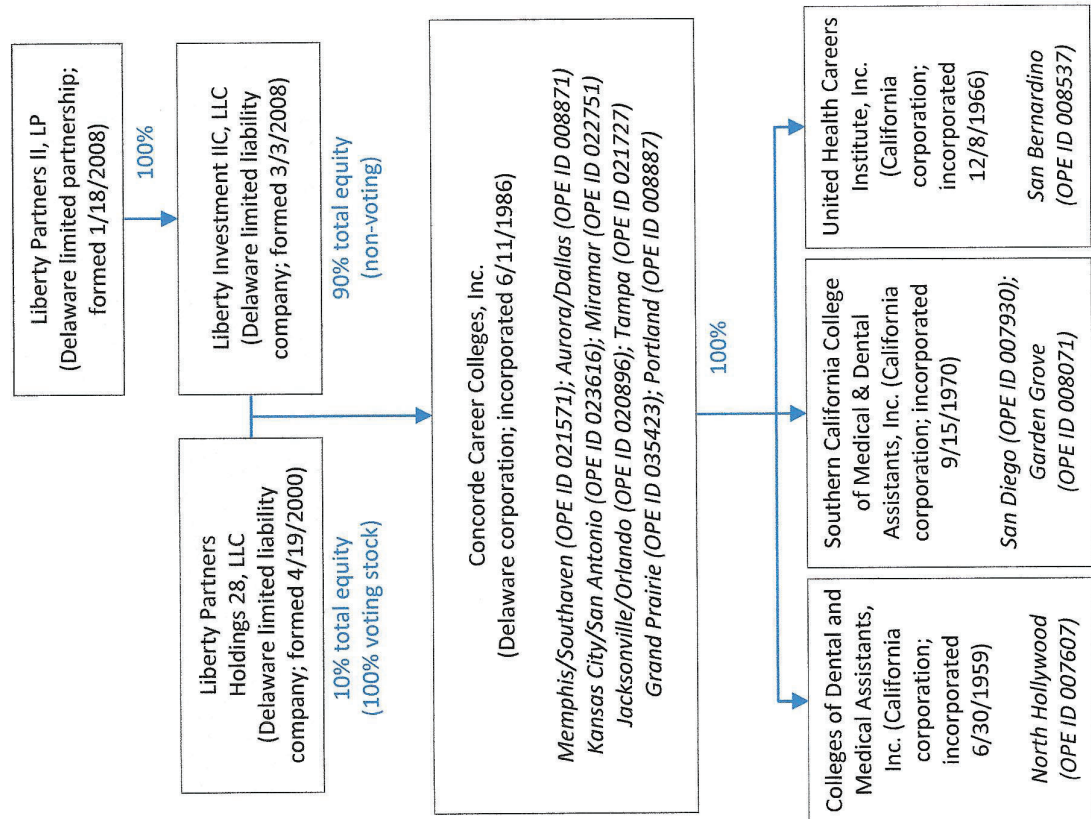 Liberty Partners II, LP
(Delaware limited partnership;
formed 1/18/2008)
100%
Liberty Partners
Holdings 28, LLC
(Delaware limited liability
company; formed 4/19/2000)
Liberty Investment IIC, LLC
(Delaware limited liability
company; formed 3/3/2008)
10% total equity
(100% voting stock)
90% total equity
(non-voting)
Concorde Career Colleges, Inc.
(Delaware corporation; incorporated 6/11/1986)
Memphis/Southaven (OPE ID 021571); Aurora/Dallas (OPE ID 008871)
Kansas City/San Antonio (OPE ID 023616); Miramar (OPE ID 022751)
Jacksonville/Orlando (OPE ID 020896); Tampa (OPE ID 021727)
Grand Prairie (OPE ID 035423); Portland (OPE ID 008887)
100%
Colleges of Dental and
Medical Assistants,
Inc. (California
corporation;
incorporated
6/30/1959)
North Hollywood
(OPE ID 007607)
Southern California College
of Medical & Dental
Assistants, Inc. (California
corporation; incorporated
9/15/1970)
San Diego (OPE ID 007930);
Garden Grove
(OPE ID 008071)
United Health Careers
Institute, Inc.
(California
corporation;
incorporated
12/8/1966)
San Bernardino
(OPE ID 008537)